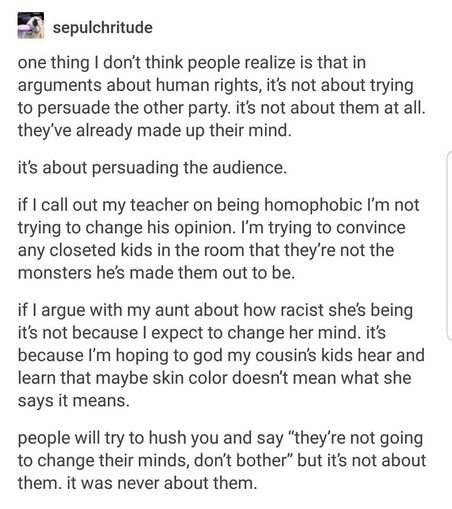 sepulchritude
one thing I don't think people realize is that in
arguments about human rights, it's not about trying
to persuade the other party. it's not about them at all.
they've already made up their mind.
it's about persuading the audience.
if I call out my teacher on being homophobic I'm not
trying to change his opinion. I'm trying to convince
any closeted kids in the room that they're not the
monsters he's made them out to be.
if I argue with my aunt about how racist she's being
it's not because I expect to change her mind. it's
because I'm hoping to god my cousin's kids hear and
learn that maybe skin color doesn't mean what she
says it means.
people will try to hush you and say “they're not going
to change their minds, don't bother” but it's not about
them. it was never about them.